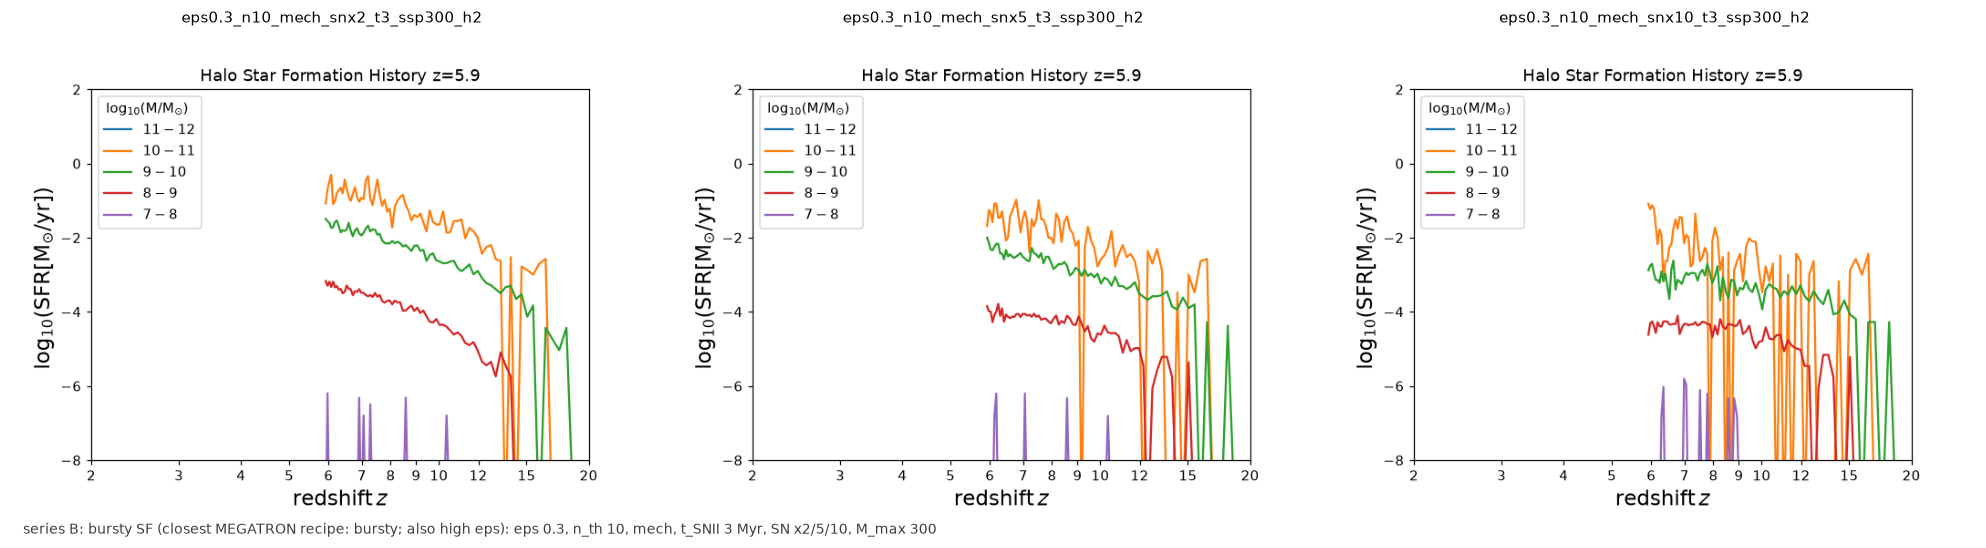 eps0.3_n10_mech_snx2_t3_ssp300_h2
eps0.3_n10_mech_snx5_t3_ssp300_h2
eps0.3_n10_mech_snx10_t3_ssp300_h2
Halo Star Formation History z=5.9
log₁₀(M/M⊙)
11 − 12
10 − 11
9 − 10
8 − 9
7 − 8
log₁₀(SFR[M⊙/yr])
2
0
−2
−4
−6
−8
2 3 4 5 6 7 8 9 10 12 15 20
redshift z
Halo Star Formation History z=5.9
log₁₀(M/M⊙)
11 − 12
10 − 11
9 − 10
8 − 9
7 − 8
log₁₀(SFR[M⊙/yr])
2
0
−2
−4
−6
−8
2 3 4 5 6 7 8 9 10 12 15 20
redshift z
Halo Star Formation History z=5.9
log₁₀(M/M⊙)
11 − 12
10 − 11
9 − 10
8 − 9
7 − 8
log₁₀(SFR[M⊙/yr])
2
0
−2
−4
−6
−8
2 3 4 5 6 7 8 9 10 12 15 20
redshift z
series B: bursty SF (closest MEGATRON recipe: bursty; also high eps): eps 0.3, n_th 10, mech, t_SNII 3 Myr, SN x2/5/10, M_max 300